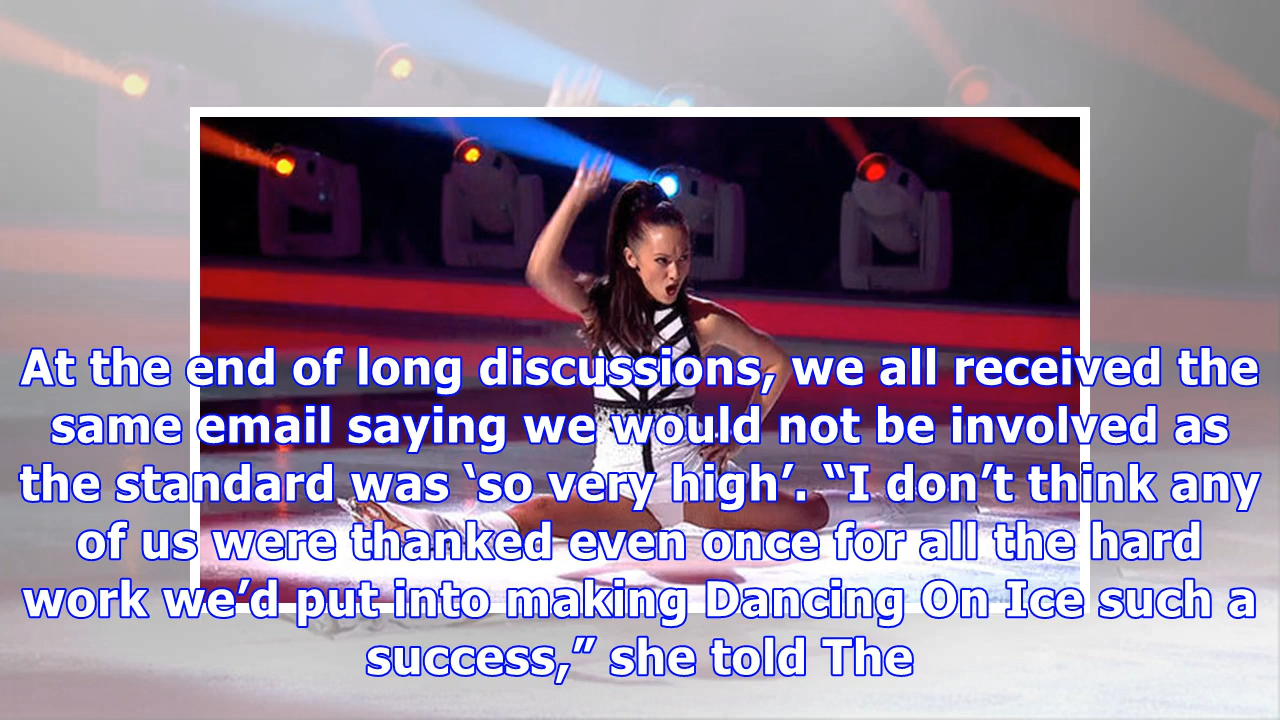 At the end of long discussions, we all received the
same email saying we would not be involved as
the standard was ‘so very high’. “I don’t think any
of us were thanked even once for all the hard
work we’d put into making Dancing On Ice such a
success,” she told The